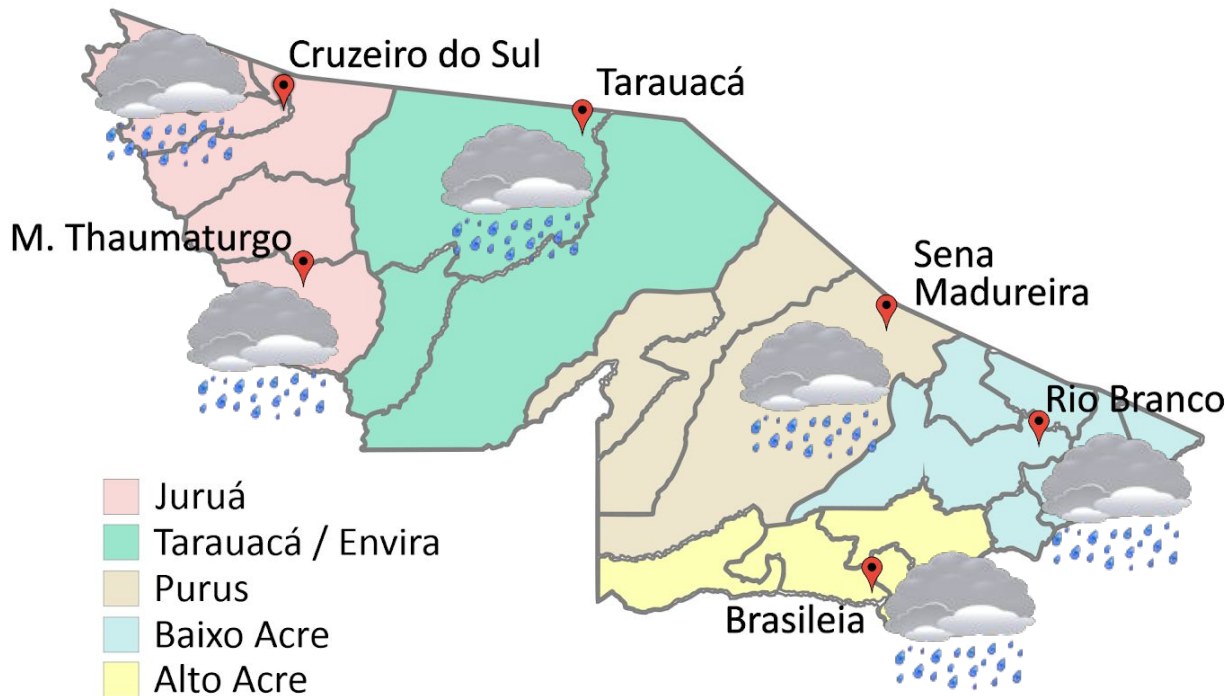 Cruzeiro do Sul
Tarauacá
M. Thaumaturgo
Sena
Madureira
Rio Branco
Brasileia
Juruá
Tarauacá / Envira
Purus
Baixo Acre
Alto Acre